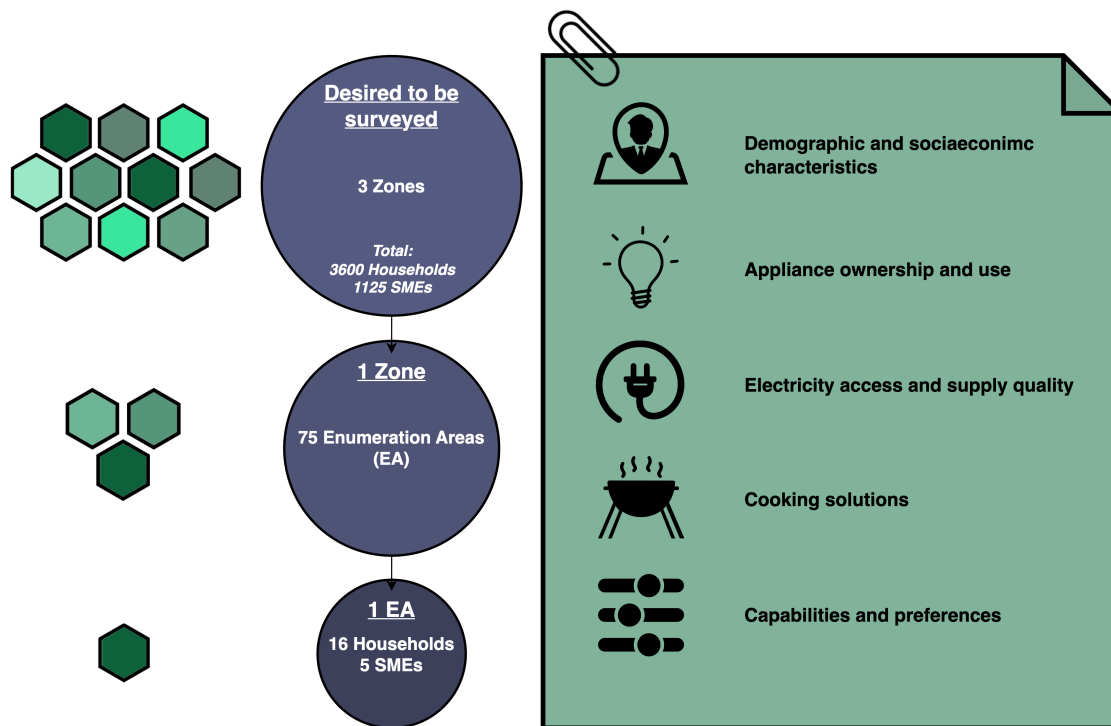 Desired to be
surveyed
3 Zones
Total:
3600 Households
1125 SMEs
1 Zone
75 Enumeration Areas
(EA)
1 EA
16 Households
5 SMEs
Demographic and sociaeconimc
characteristics
Appliance ownership and use
Electricity access and supply quality
Cooking solutions
Capabilities and preferences